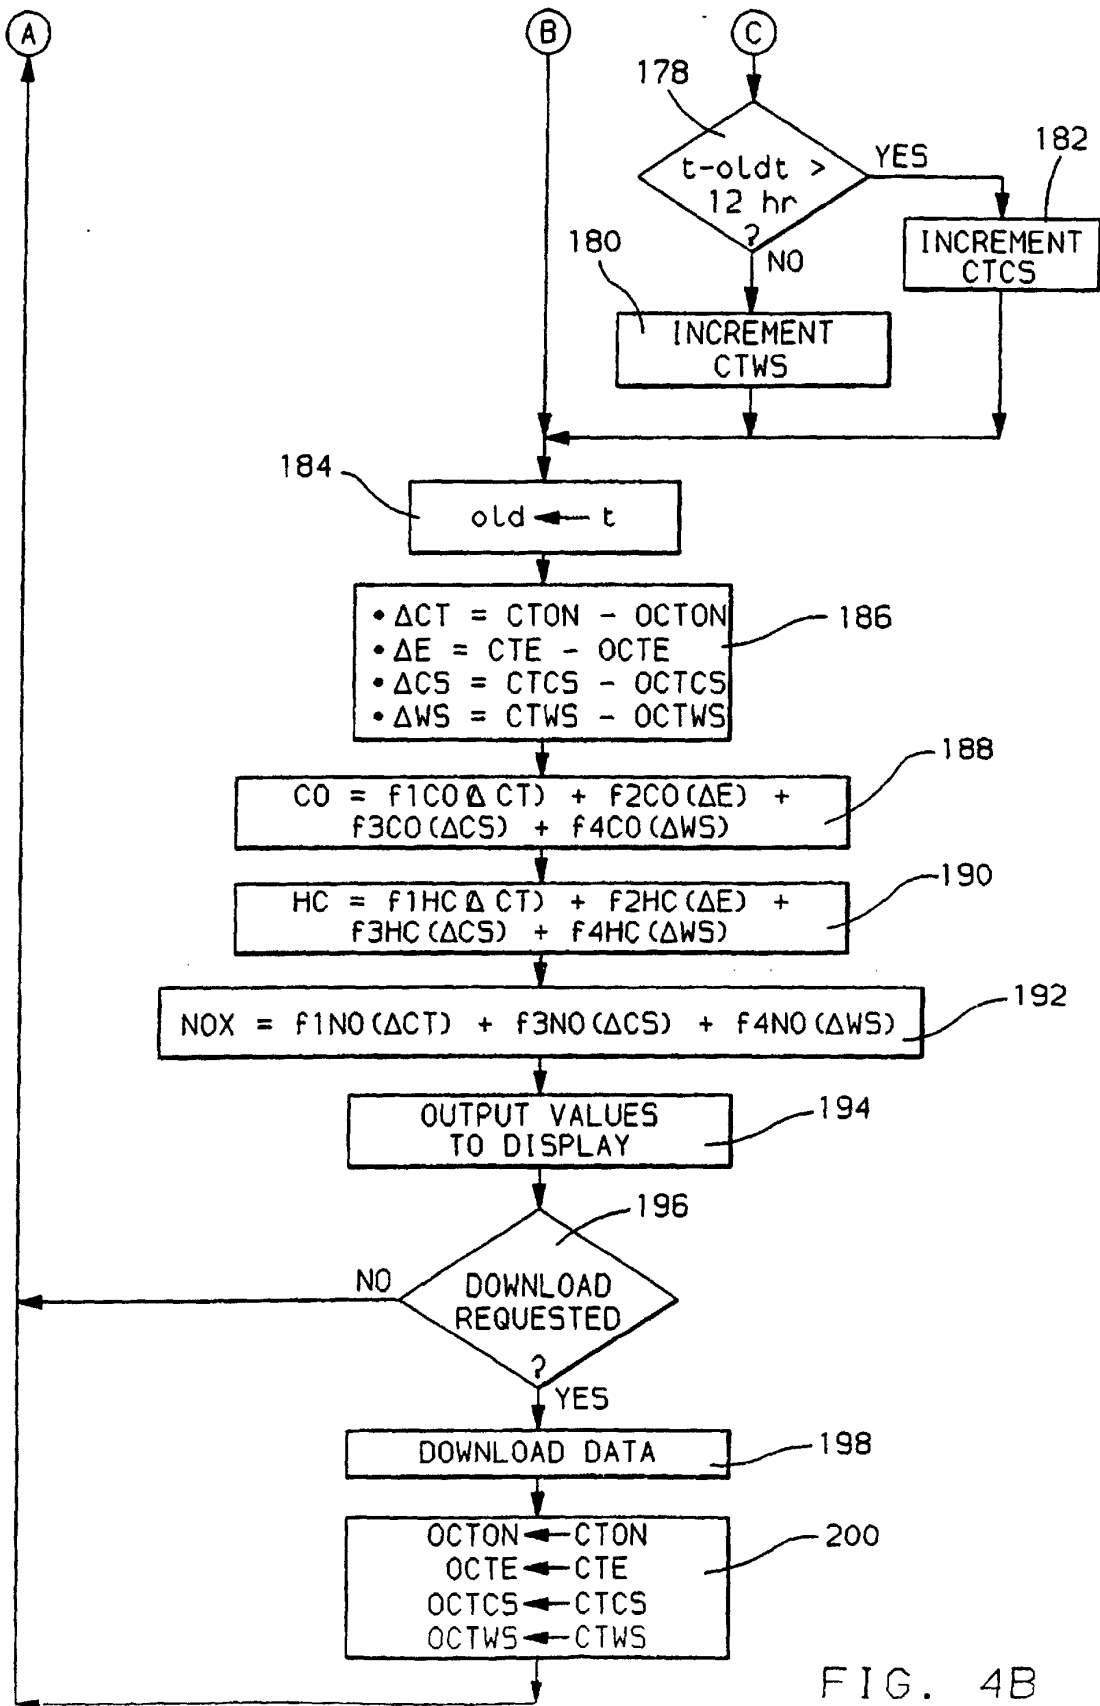 A
B
C
178
t-oldt >
12 hr
?
YES
182
INCREMENT
CTCS
NO
180
INCREMENT
CTWS
184
old ← t
• ΔCT = CTON - OCTON
• ΔE = CTE - OCTE
• ΔCS = CTCS - OCTCS
• ΔWS = CTWS - OCTWS
186
188
CO = f1CO(Δ CT) + f2CO(ΔE) +
f3CO(ΔCS) + f4CO(ΔWS)
190
HC = f1HC(Δ CT) + f2HC(ΔE) +
f3HC(ΔCS) + f4HC(ΔWS)
192
NOX = f1NO(ΔCT) + f3NO(ΔCS) + f4NO(ΔWS)
OUTPUT VALUES
TO DISPLAY
194
196
NO
DOWNLOAD
REQUESTED
?
YES
DOWNLOAD DATA
198
OCTON ← CTON
OCTE ← CTE
OCTCS ← CTCS
OCTWS ← CTWS
200
FIG. 4B